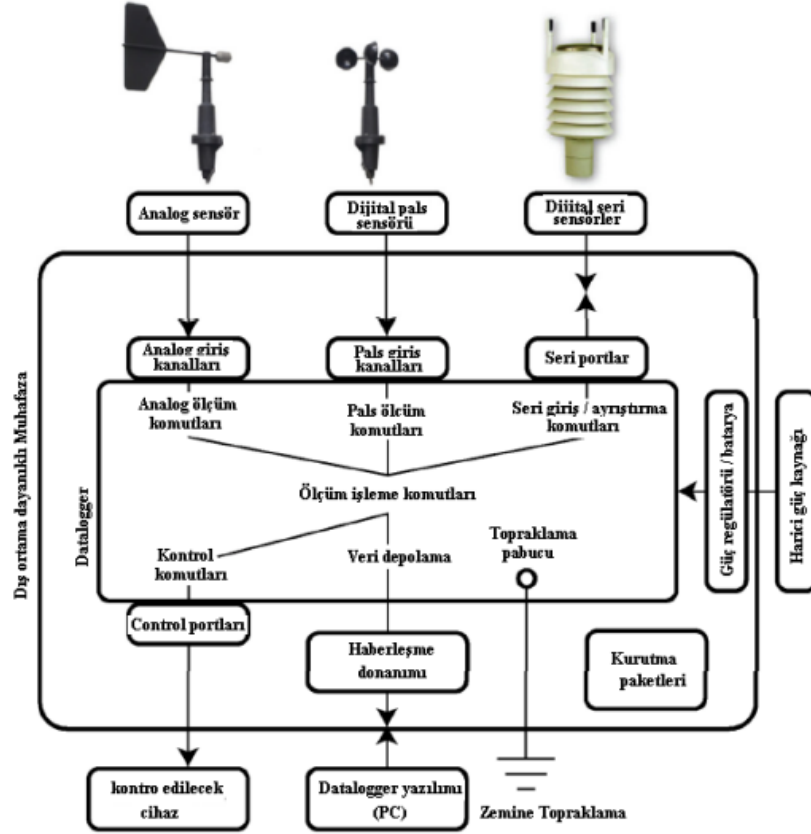 Analog sensör
Dijital pals
sensörü
Dijital seri
sensörler
Analog giriş
kanalları
Pals giriş
kanalları
Seri portlar
Analog ölçüm
komutları
Pals ölçüm
komutları
Seri giriş / ayrıştırma
komutları
Ölçüm işleme komutları
Kontrol
komutları
Veri depolama
Topraklama
pabucu
Datalogger
Dış ortama dayanıklı Muhafaza
Güç regülatörü / batarya
Harici güç kaynağı
Control portları
Haberleşme
donanımı
Kurutma
paketleri
kontro edilecek
cihaz
Datalogger yazılımı
(PC)
Zemine Topraklama